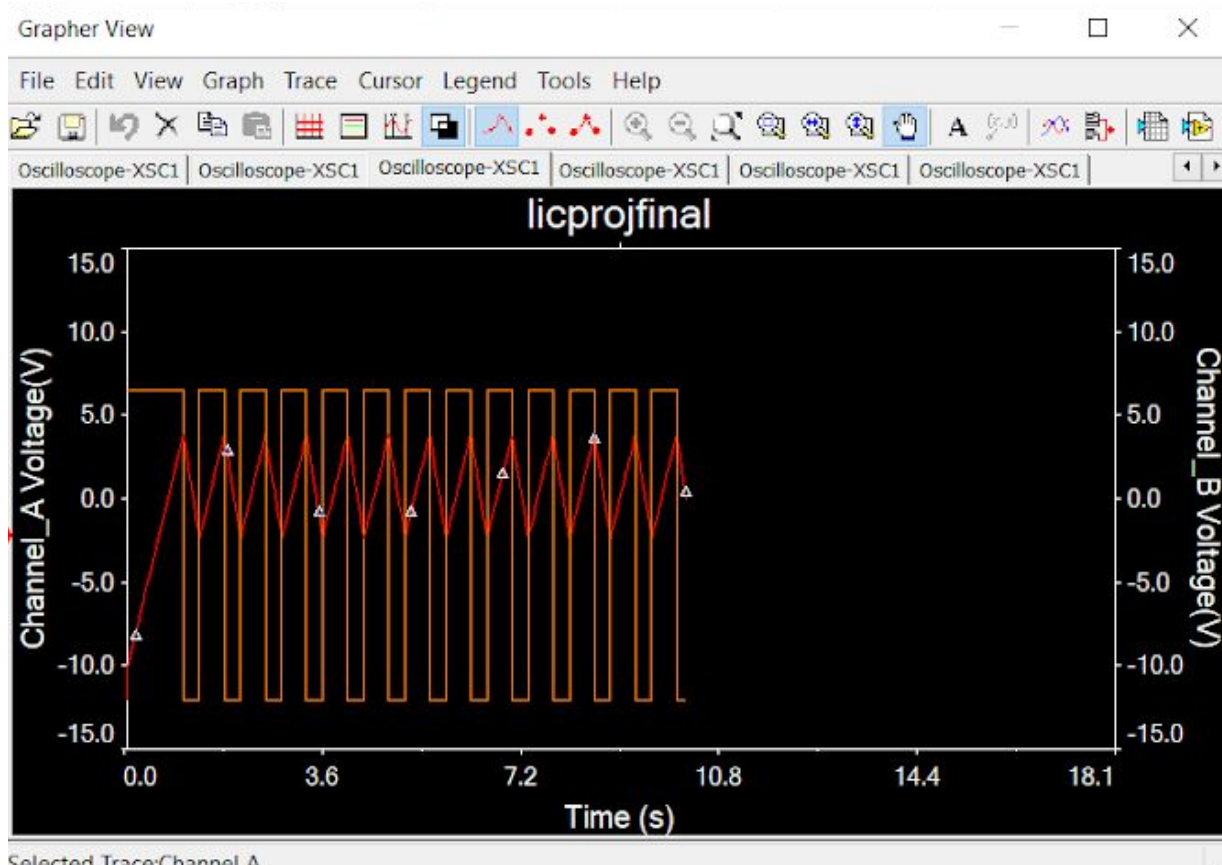 Grapher View
File Edit View Graph Trace Cursor Legend Tools Help
A
Oscilloscope-XSC1 Oscilloscope-XSC1 Oscilloscope-XSC1 Oscilloscope-XSC1 Oscilloscope-XSC1 Oscilloscope-XSC1
licprojfinal
Channel_A Voltage(V)
15.0
10.0
5.0
0.0
-5.0
-10.0
-15.0
15.0
10.0
5.0
0.0
-5.0
-10.0
-15.0
Channel_B Voltage(V)
0.0 3.6 7.2 10.8 14.4 18.1
Time (s)
Selected Trace:Channel A